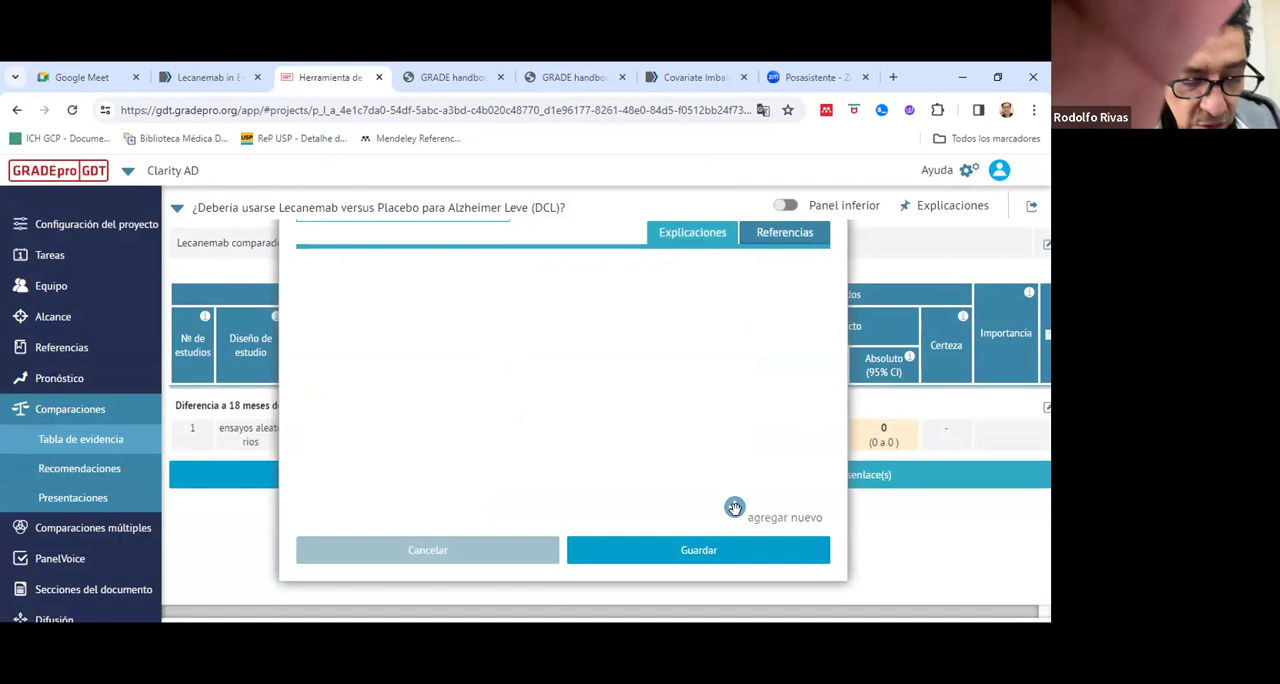 Google Meet
Lecanemab in E
Herramienta de
GRADE handbo
GRADE handbo
Covariate Imbal
Posasistente - Z
https://gdt.gradepro.org/app/#projects/p_l_a_4e1c7da0-54df-5abc-a3bd-c4b020c48770_d1e96177-8261-48e0-84d5-f0512bb24f73...
ICH GCP - Docume...
Biblioteca Médica D...
ReP USP - Detalhe d...
Mendeley Referenc...
Todos los marcadores
Rodolfo Rivas
GRADEpro GDT
Clarity AD
Ayuda
Configuración del proyecto
Tareas
Equipo
Alcance
Referencias
Pronóstico
Comparaciones
Tabla de evidencia
Recomendaciones
Presentaciones
Comparaciones múltiples
PanelVoice
Secciones del documento
Difusión
¿Debería usarse Lecanemab versus Placebo para Alzheimer Leve (DCL)?
Panel inferior
Explicaciones
Lecanemab comparad
Nº de
estudios
Diseño de
estudio
Explicaciones
Referencias
dos
cto
Absoluto
(95% CI)
Certeza
Importancia
Diferencia a 18 meses d
1
ensayos aleato
rios
0
(0 a 0 )
-
senlace(s)
agregar nuevo
Cancelar
Guardar